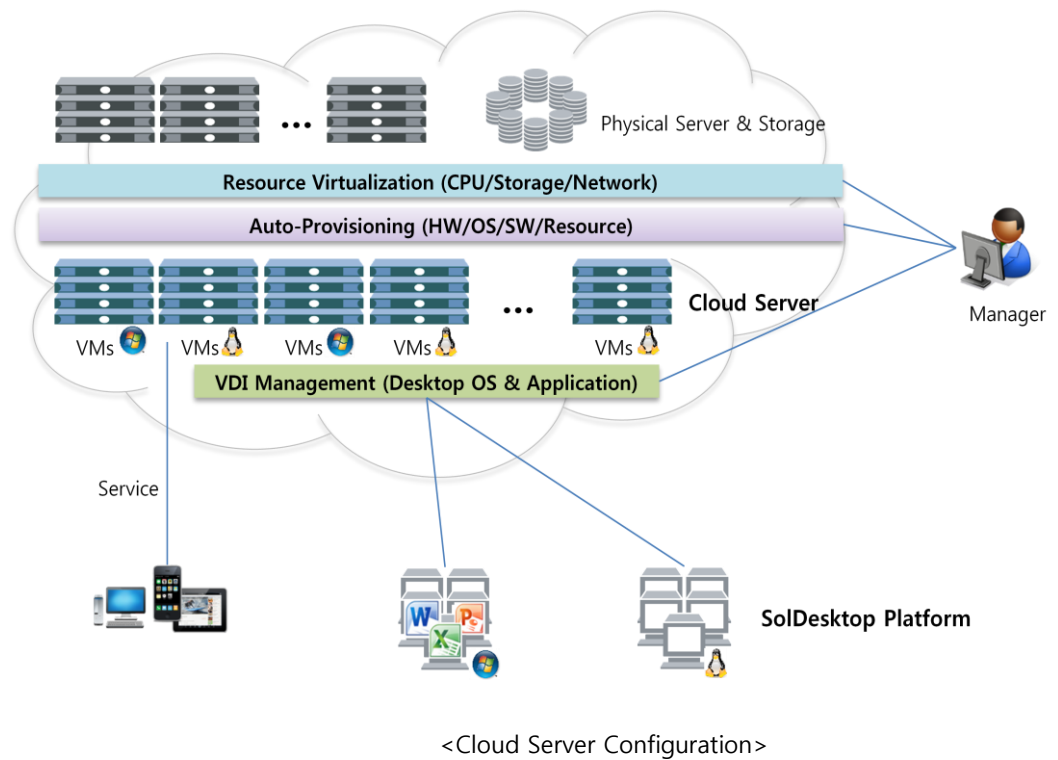 ...
Physical Server & Storage
Resource Virtualization (CPU/Storage/Network)
Auto-Provisioning (HW/OS/SW/Resource)
...
Cloud Server
Manager
VMs
VMs
VMs
VMs
VMs
VDI Management (Desktop OS & Application)
Service
W
P
X
SolDesktop Platform
<Cloud Server Configuration>